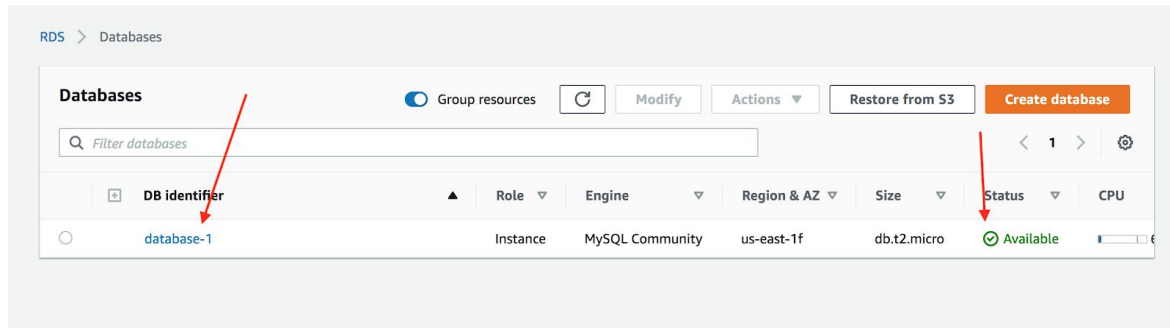 RDS > Databases
Databases Group resources Modify Actions Restore from S3 Create database
Filter databases < 1 >
DB identifier Role Engine Region & AZ Size Status CPU
database-1 Instance MySQL Community us-east-1f db.t2.micro Available